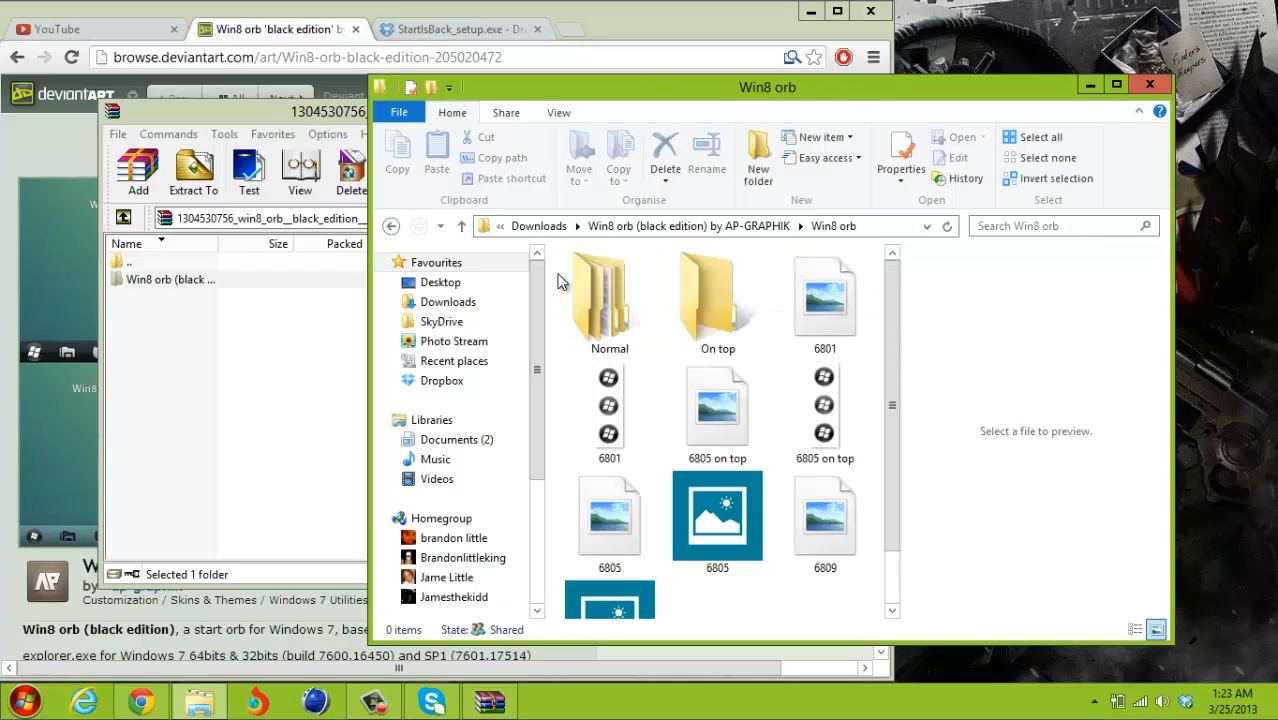 YouTube
Win8 orb 'black edition' by
StartIsBack_setup.exe - Dr
browse.deviantart.com/art/Win8-orb-black-edition-205020472
deviantART
All
Next
1304530756_
File Commands Tools Favorites Options
Add Extract To Test View Delete
1304530756_win8_orb__black_edition_
Name Size Packed
..
Win8 orb (black ...
Selected 1 folder
Win8 orb
File Home Share View
Copy
Paste
Cut
Copy path
Paste shortcut
Clipboard
Move to
Copy to
Delete
Rename
Organise
New folder
New item
Easy access
New
Properties
Open
Edit
History
Open
Select all
Select none
Invert selection
Select
« Downloads Win8 orb (black edition) by AP-GRAPHIK Win8 orb
Search Win8 orb
Favourites
Desktop
Downloads
SkyDrive
Photo Stream
Recent places
Dropbox
Libraries
Documents (2)
Music
Videos
Homegroup
brandon little
Brandonlittleking
Jame Little
Jamesthekidd
Normal On top 6801
6801 6805 on top 6805 on top
6805 6805 6809
Select a file to preview.
0 items State: Shared
AP
W
by
Customization / Skins & Themes / Windows 7 Utilities
Win8 orb (black edition), a start orb for Windows 7, base
explorer.exe for Windows 7 64bits & 32bits (build 7600.16450) and SP1 (7601.17514)
1:23 AM
3/25/2013